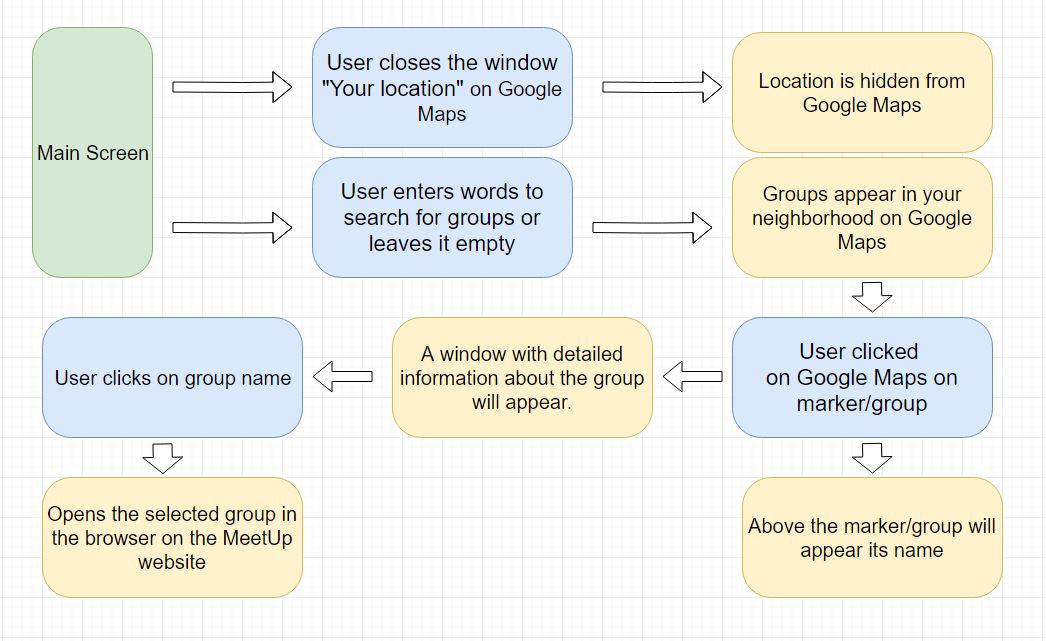 Main Screen
User closes the window
"Your location" on Google
Maps
Location is hidden from
Google Maps
User enters words to
search for groups or
leaves it empty
Groups appear in your
neighborhood on Google
Maps
User clicked
on Google Maps on
marker/group
A window with detailed
information about the group
will appear.
User clicks on group name
Opens the selected group in
the browser on the MeetUp
website
Above the marker/group will
appear its name